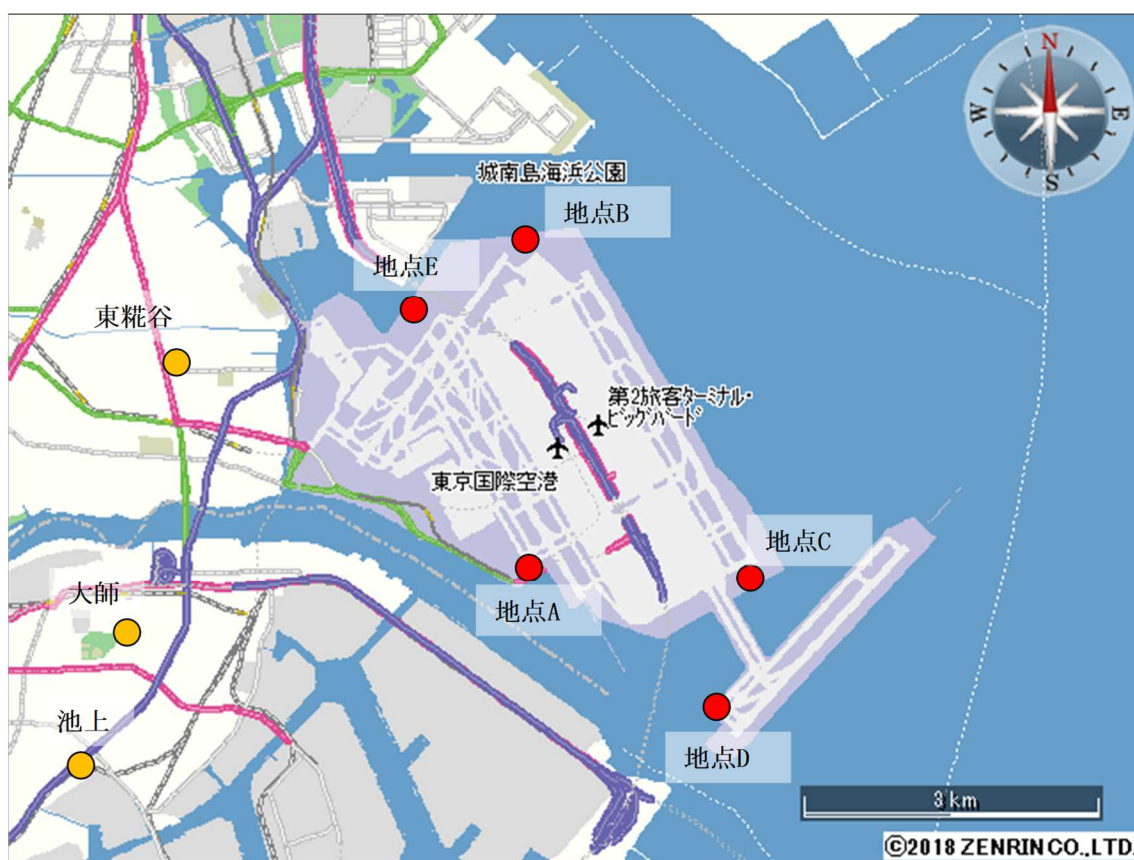 N
W
E
S
城南島海浜公園
地点B
地点E
東糀谷
第2旅客ターミナル・
ビッグバード
東京国際空港
地点C
大師
地点A
池上
地点D
3km
©2018 ZENRIN CO.,LTD.